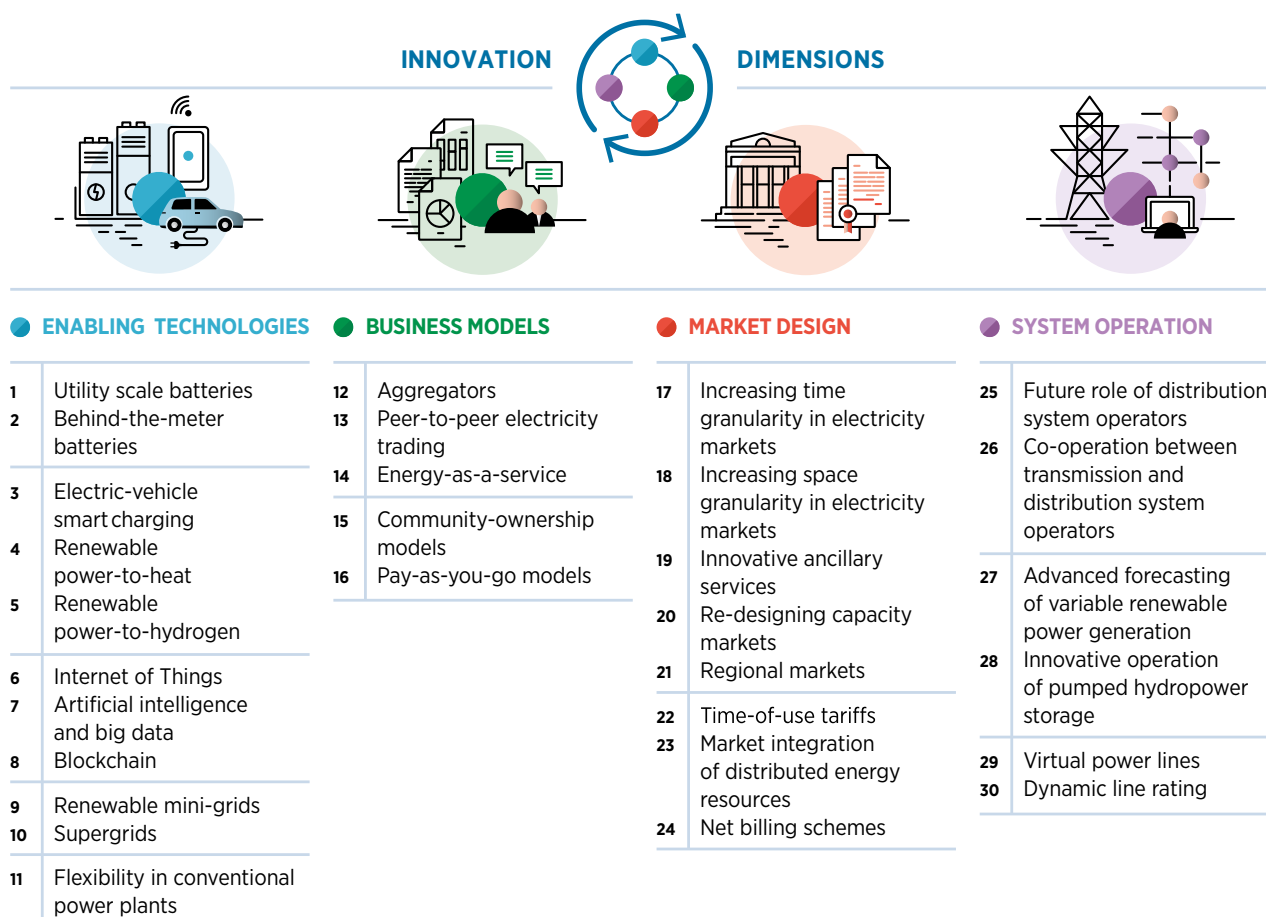 INNOVATION
DIMENSIONS
ENABLING TECHNOLOGIES
1 Utility scale batteries
2 Behind-the-meter
batteries
3 Electric-vehicle
smart charging
4 Renewable
power-to-heat
5 Renewable
power-to-hydrogen
6 Internet of Things
7 Artificial intelligence
and big data
8 Blockchain
9 Renewable mini-grids
10 Supergrids
11 Flexibility in conventional
power plants
BUSINESS MODELS
12 Aggregators
13 Peer-to-peer electricity
trading
14 Energy-as-a-service
15 Community-ownership
models
16 Pay-as-you-go models
MARKET DESIGN
17 Increasing time
granularity in electricity
markets
18 Increasing space
granularity in electricity
markets
19 Innovative ancillary
services
20 Re-designing capacity
markets
21 Regional markets
22 Time-of-use tariffs
23 Market integration
of distributed energy
resources
24 Net billing schemes
SYSTEM OPERATION
25 Future role of distribution
system operators
26 Co-operation between
transmission and
distribution system
operators
27 Advanced forecasting
of variable renewable
power generation
28 Innovative operation
of pumped hydropower
storage
29 Virtual power lines
30 Dynamic line rating